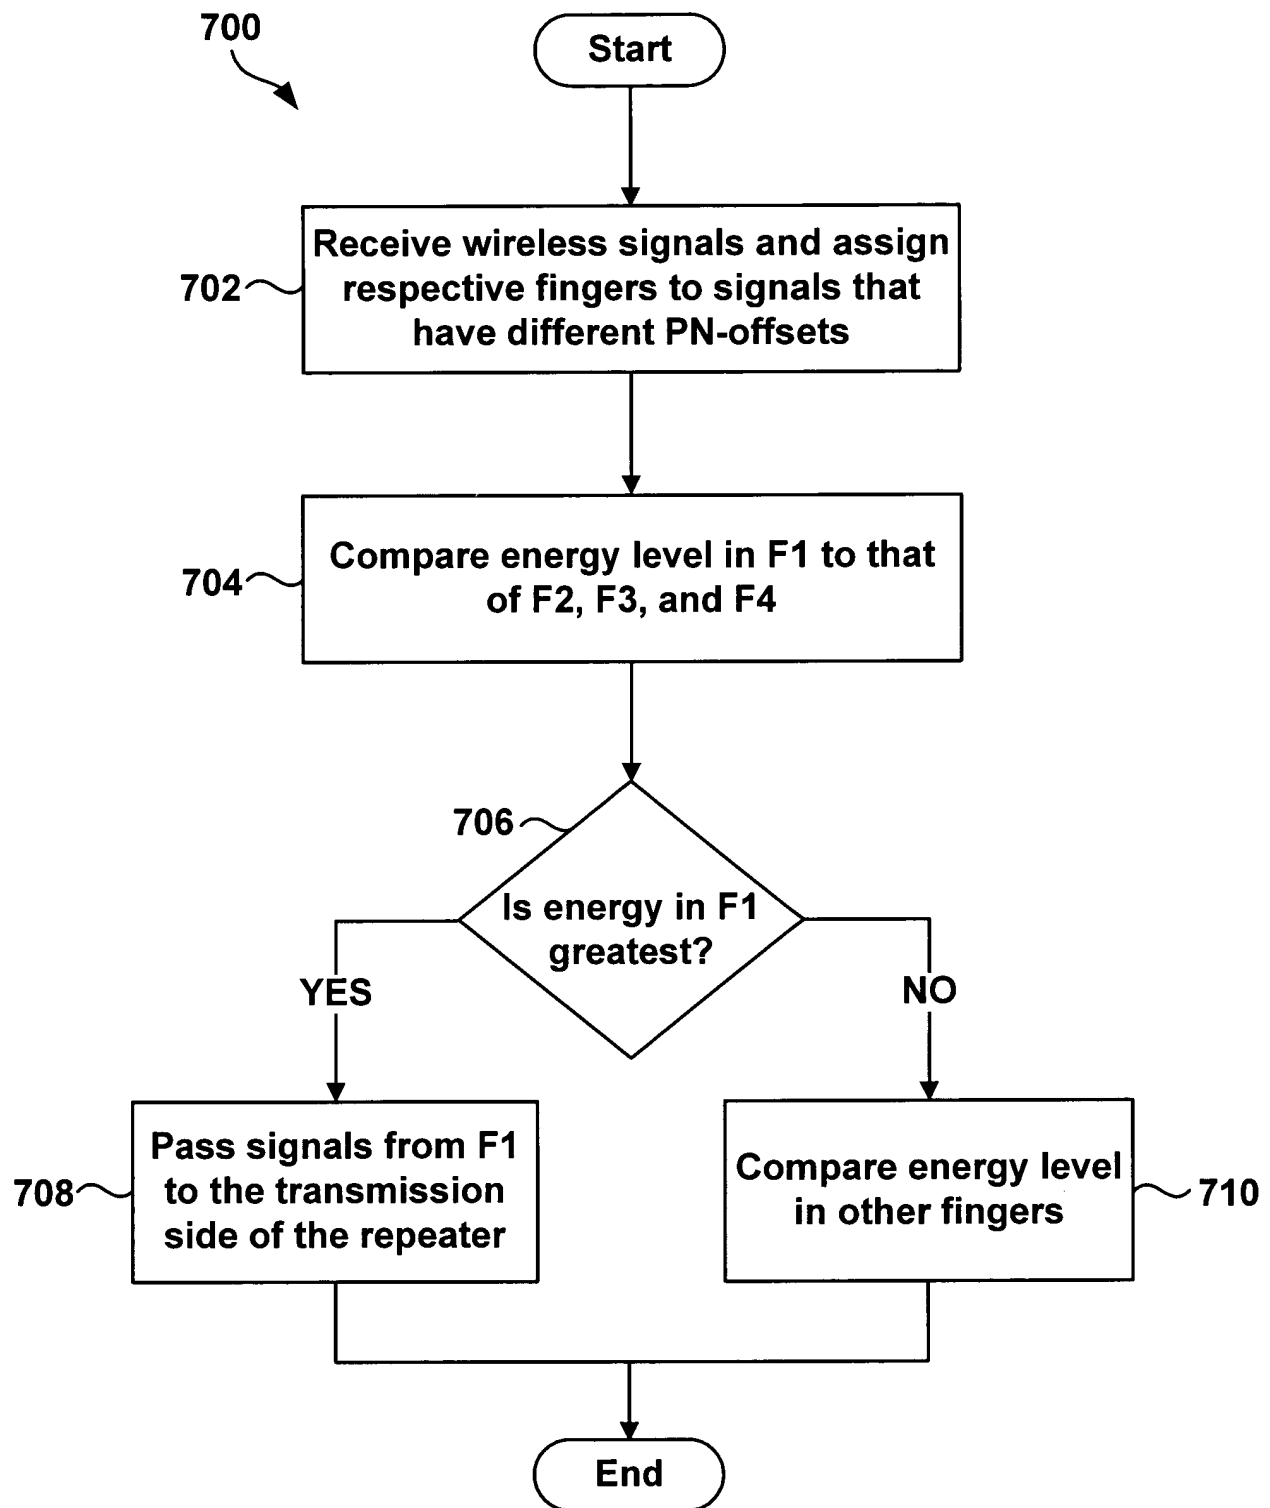 700
Start
702
Receive wireless signals and assign
respective fingers to signals that
have different PN-offsets
704
Compare energy level in F1 to that
of F2, F3, and F4
706
Is energy in F1
greatest?
YES
NO
708
Pass signals from F1
to the transmission
side of the repeater
Compare energy level
in other fingers
710
End